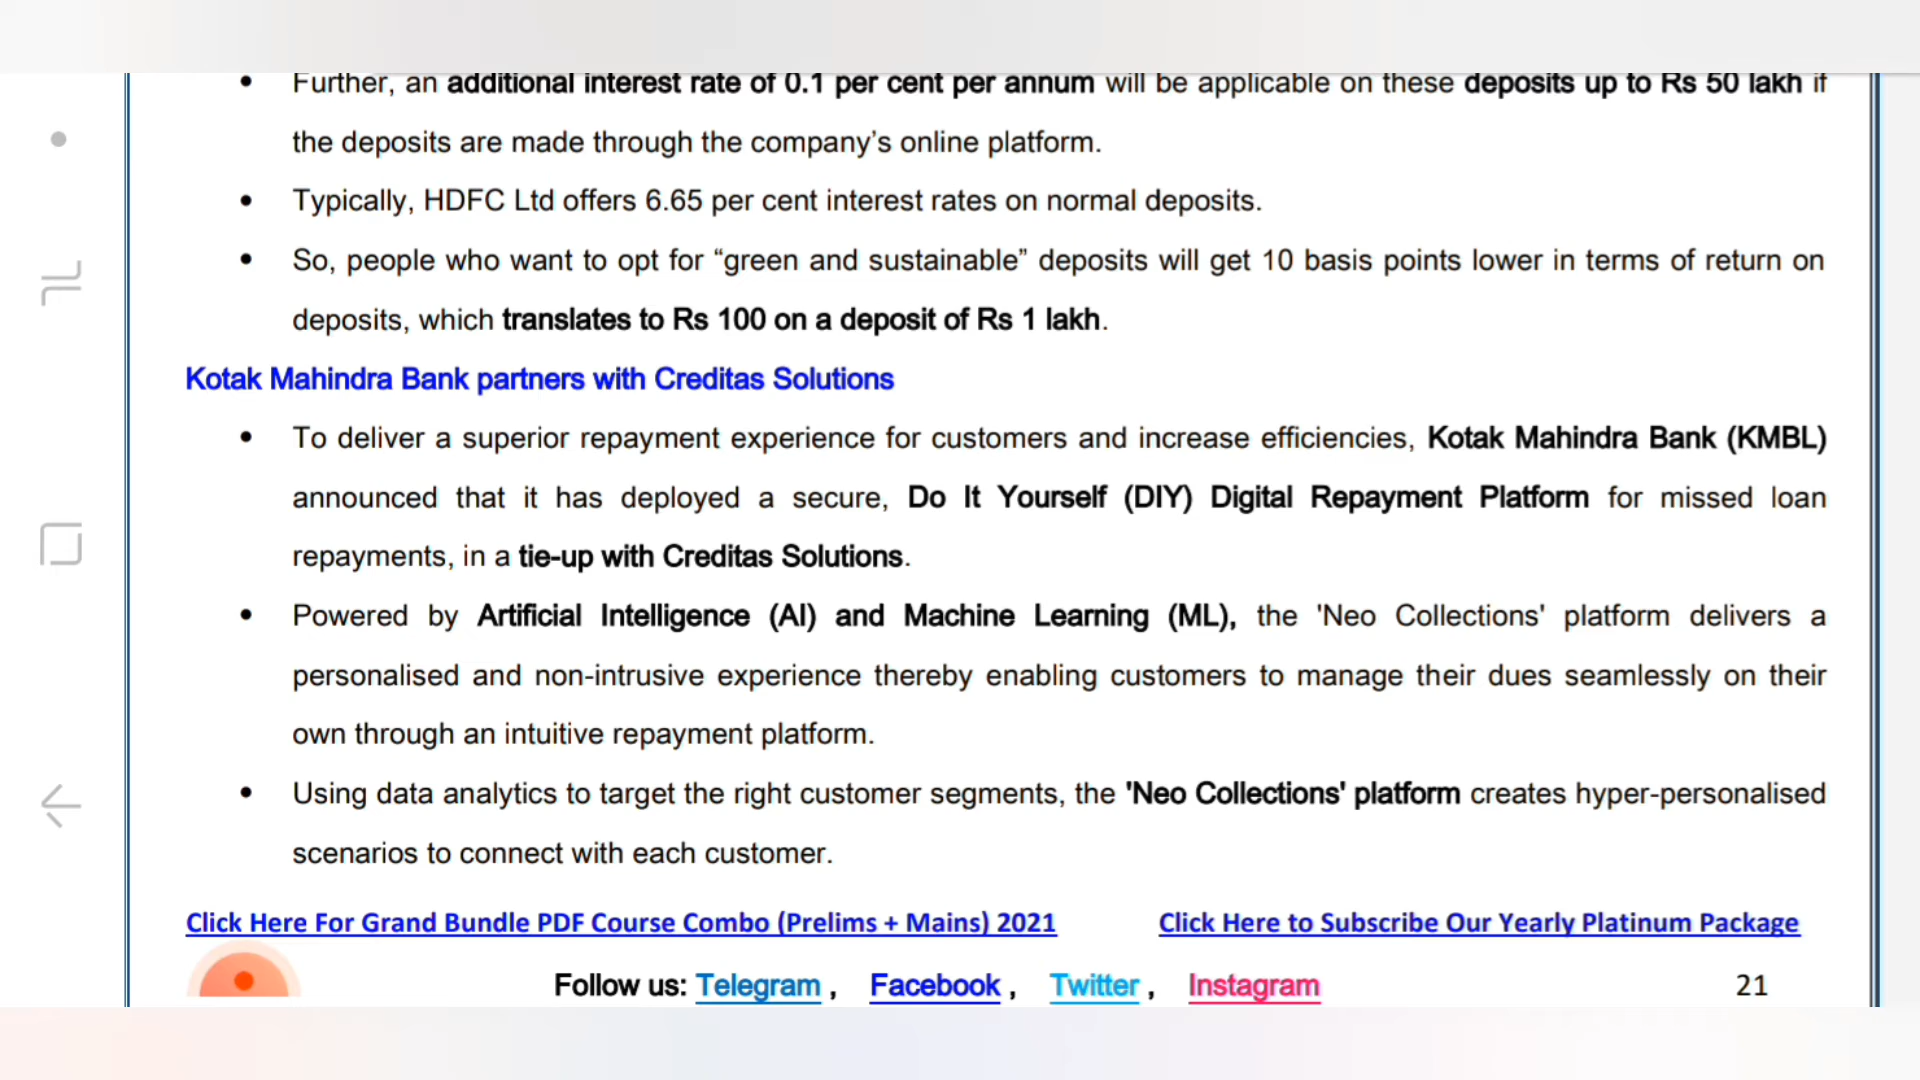 • Further, an additional interest rate of 0.1 per cent per annum will be applicable on these deposits up to Rs 50 lakh if
the deposits are made through the company’s online platform.
• Typically, HDFC Ltd offers 6.65 per cent interest rates on normal deposits.
• So, people who want to opt for “green and sustainable” deposits will get 10 basis points lower in terms of return on
deposits, which translates to Rs 100 on a deposit of Rs 1 lakh.
Kotak Mahindra Bank partners with Creditas Solutions
• To deliver a superior repayment experience for customers and increase efficiencies, Kotak Mahindra Bank (KMBL)
announced that it has deployed a secure, Do It Yourself (DIY) Digital Repayment Platform for missed loan
repayments, in a tie-up with Creditas Solutions.
• Powered by Artificial Intelligence (AI) and Machine Learning (ML), the 'Neo Collections' platform delivers a
personalised and non-intrusive experience thereby enabling customers to manage their dues seamlessly on their
own through an intuitive repayment platform.
• Using data analytics to target the right customer segments, the 'Neo Collections' platform creates hyper-personalised
scenarios to connect with each customer.
Click Here For Grand Bundle PDF Course Combo (Prelims + Mains) 2021 Click Here to Subscribe Our Yearly Platinum Package
Follow us: Telegram , Facebook , Twitter , Instagram 21